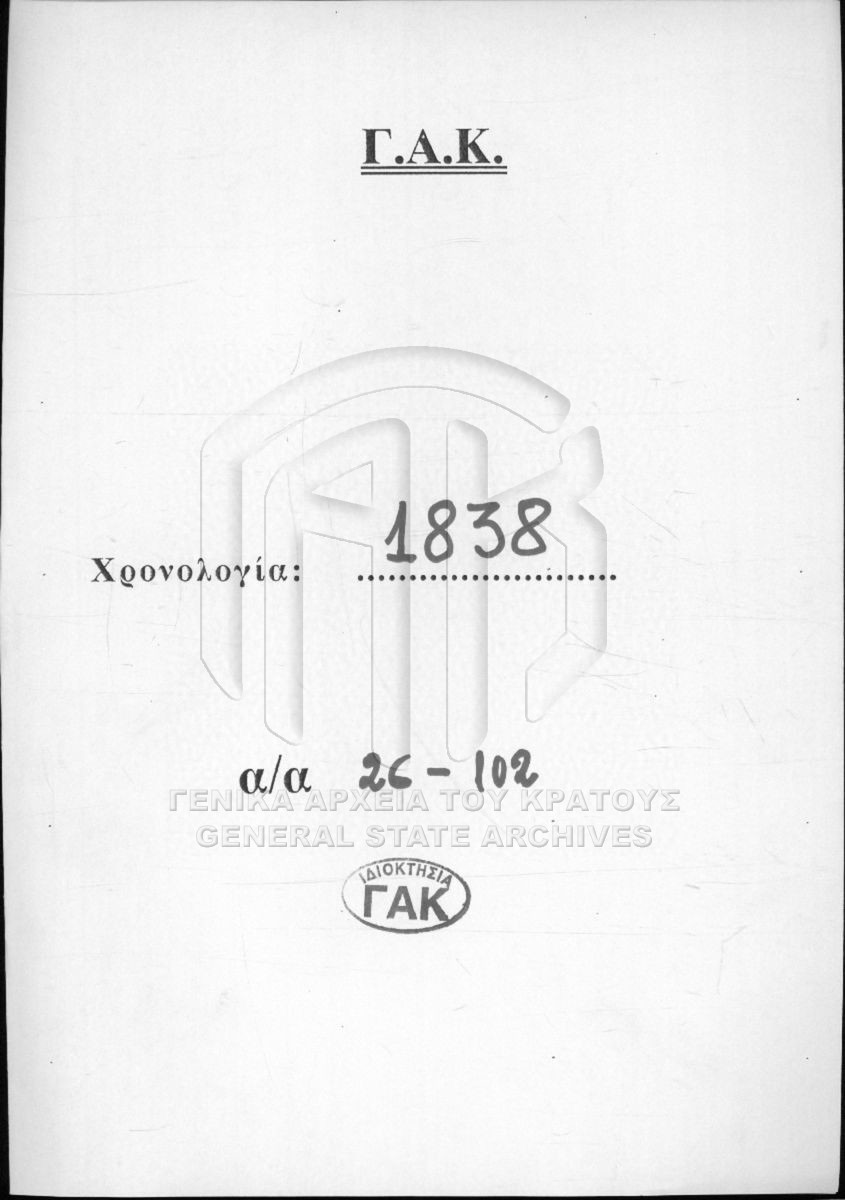 Γ.Α.Κ.
Χρονολογία: 1838
α/α 26 - 102
ΓΕΝΙΚΑ ΑΡΧΕΙΑ ΤΟΥ ΚΡΑΤΟΥΣ
GENERAL STATE ARCHIVES
ΙΔΙΟΚΤΗΣΙΑ
ΓΑΚ